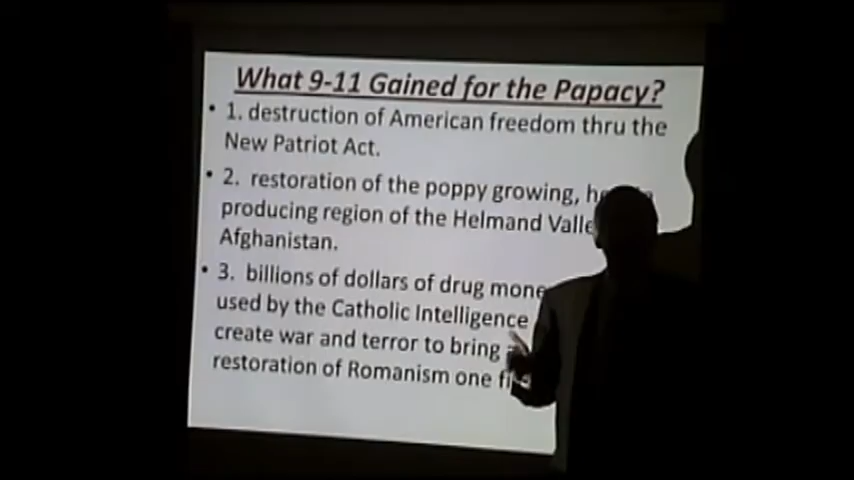 What 9-11 Gained for the Papacy?
• 1. destruction of American freedom thru the
New Patriot Act.
• 2. restoration of the poppy growing,
producing region of the Helmand
Afghanistan.
• 3. billions of dollars of drug
used by the Catholic Intelligence
create war and terror to bring
restoration of Romanism one